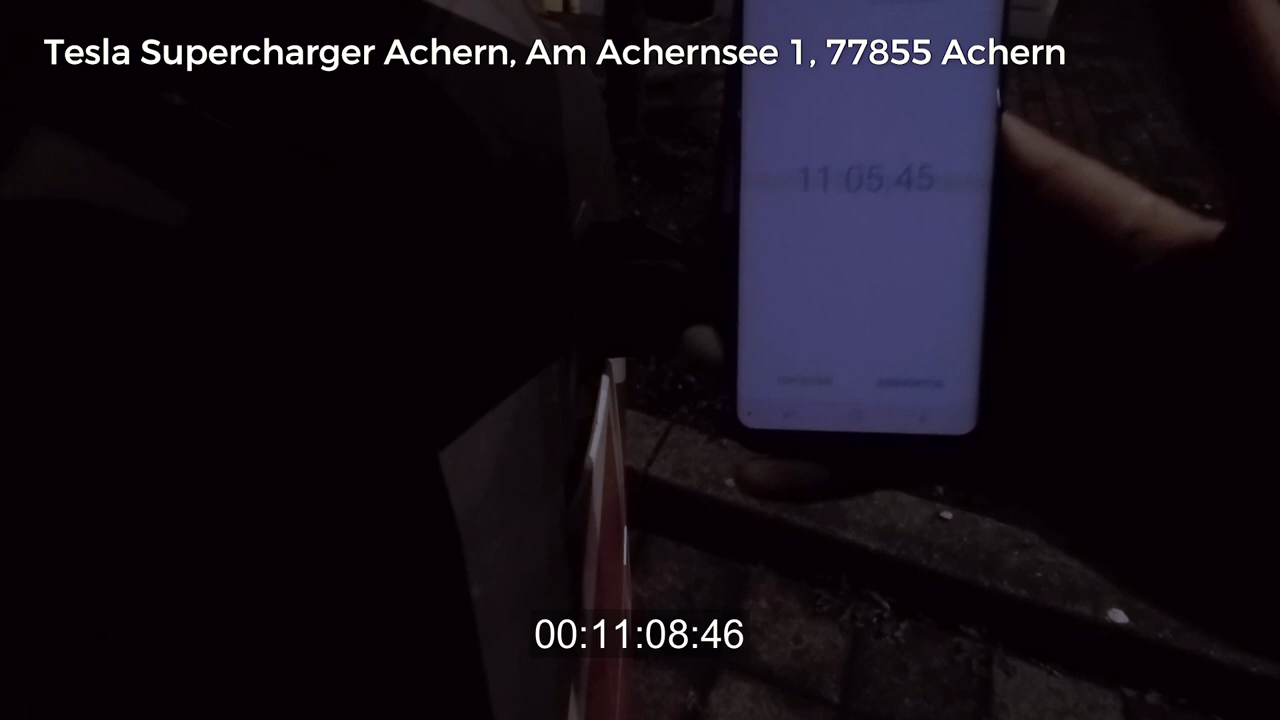 Tesla Supercharger Achern, Am Achernsee 1, 77855 Achern
11:05.45
00:11:08:46